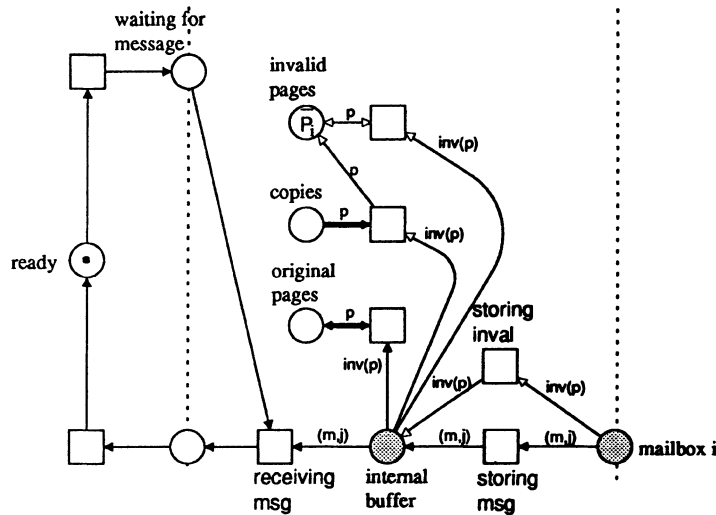 waiting for
message
invalid
pages
P̅i
p
inv(p)
p
copies
p
inv(p)
ready
original
pages
p
storing
inval
inv(p)
inv(p)
inv(p)
(m,j)
(m,j)
(m,j)
mailbox i
receiving
msg
internal
buffer
storing
msg